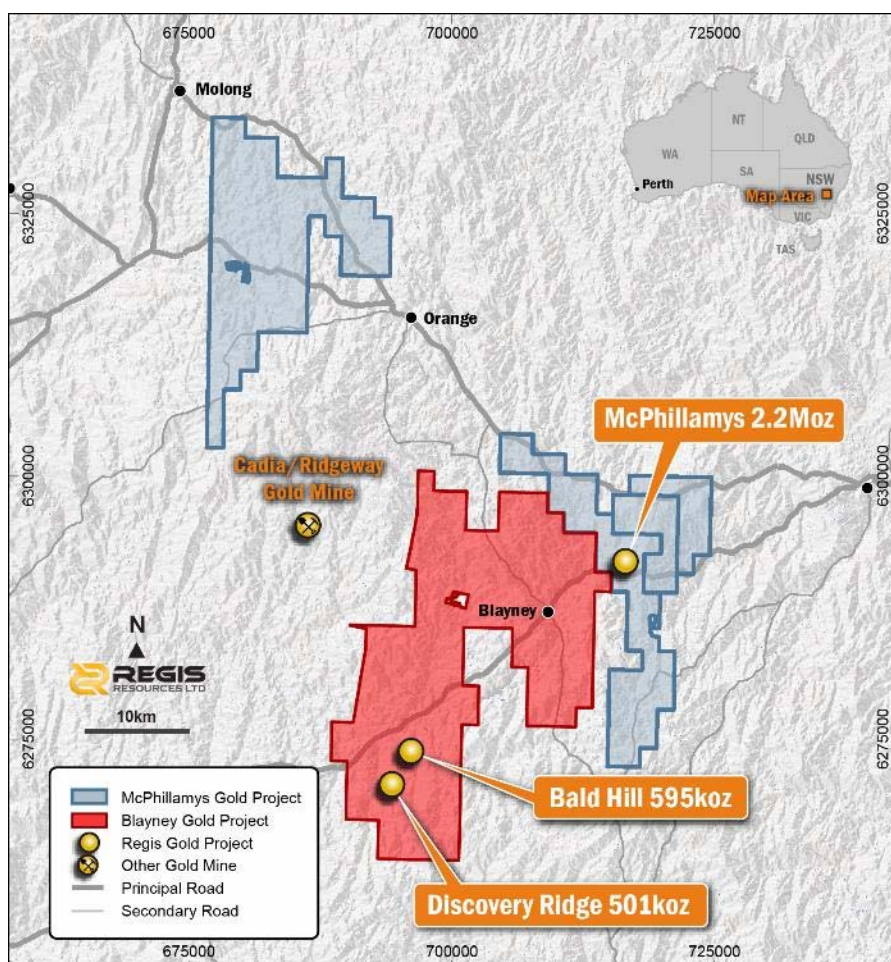 675000
700000
725000
Molong
NT
QLD
WA
SA
NSW
Perth
Map Area
VIC
TAS
6325000
6325000
Orange
McPhillamys 2.2Moz
Cadia/Ridgeway
Gold Mine
6300000
6300000
Blayney
N
REGIS
RESOURCES LTD
10km
6275000
6275000
Bald Hill 595koz
McPhillamys Gold Project
Blayney Gold Project
Regis Gold Project
Other Gold Mine
Principal Road
Secondary Road
Discovery Ridge 501koz
675000
700000
725000